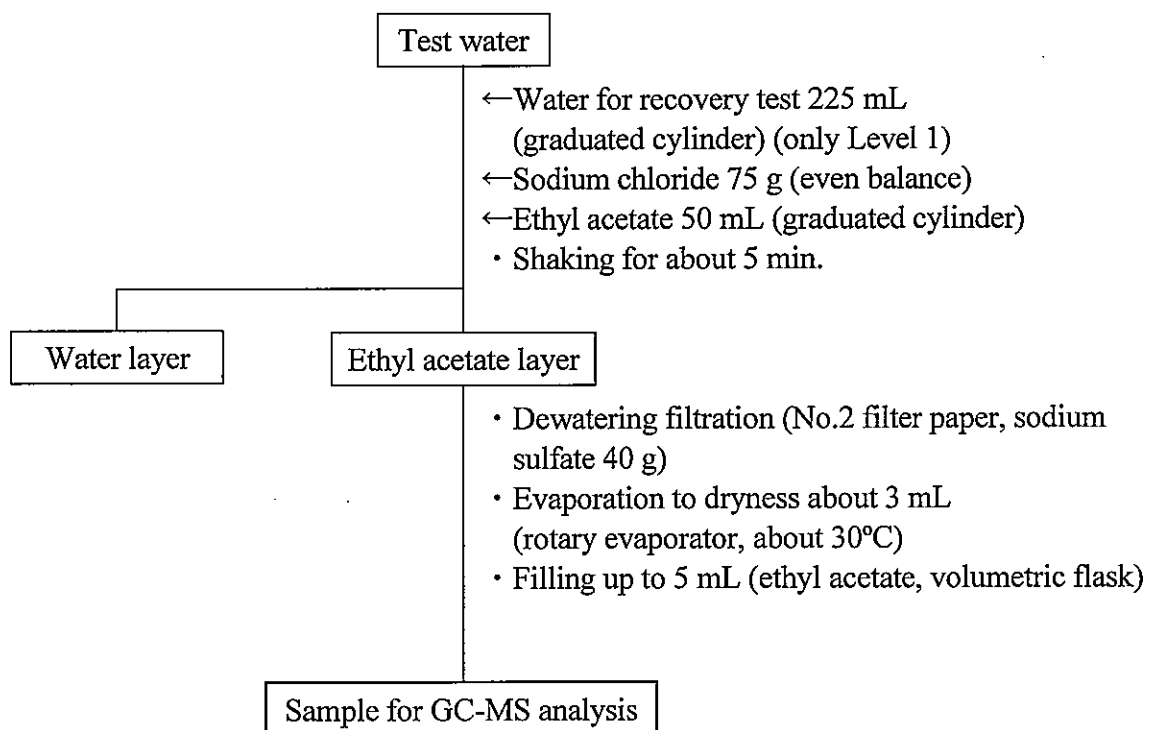 Test water
←Water for recovery test 225 mL
(graduated cylinder) (only Level 1)
←Sodium chloride 75 g (even balance)
←Ethyl acetate 50 mL (graduated cylinder)
・Shaking for about 5 min.
Water layer
Ethyl acetate layer
・Dewatering filtration (No.2 filter paper, sodium
sulfate 40 g)
・Evaporation to dryness about 3 mL
(rotary evaporator, about 30ºC)
・Filling up to 5 mL (ethyl acetate, volumetric flask)
Sample for GC-MS analysis